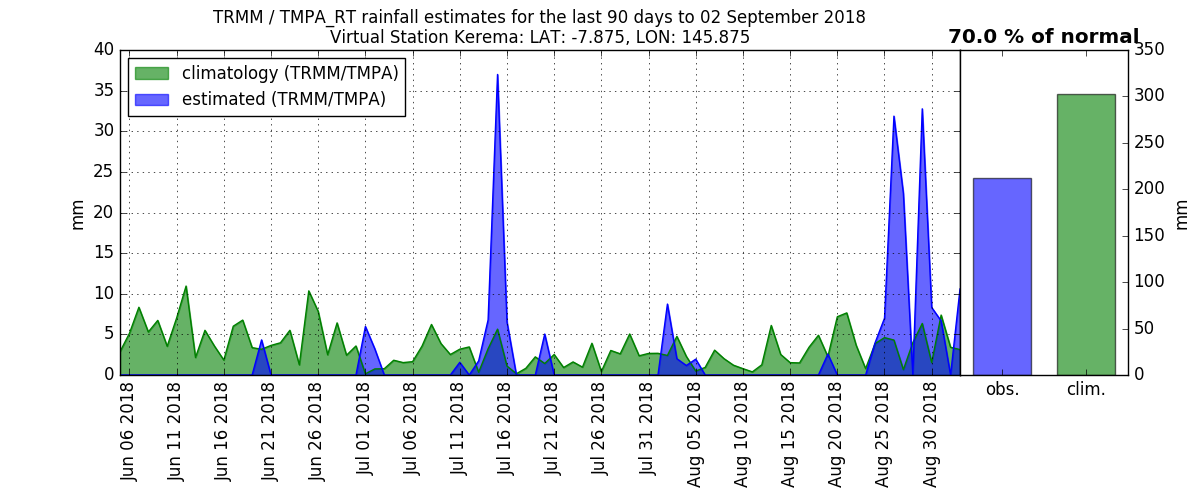 TRMM / TMPA_RT rainfall estimates for the last 90 days to 02 September 2018
Virtual Station Kerema: LAT: -7.875, LON: 145.875
70.0 % of normal
climatology (TRMM/TMPA)
estimated (TRMM/TMPA)
40
35
30
25
20
15
10
5
0
mm
350
300
250
200
150
100
50
0
mm
Jun 06 2018
Jun 11 2018
Jun 16 2018
Jun 21 2018
Jun 26 2018
Jul 01 2018
Jul 06 2018
Jul 11 2018
Jul 16 2018
Jul 21 2018
Jul 26 2018
Jul 31 2018
Aug 05 2018
Aug 10 2018
Aug 15 2018
Aug 20 2018
Aug 25 2018
Aug 30 2018
obs.
clim.